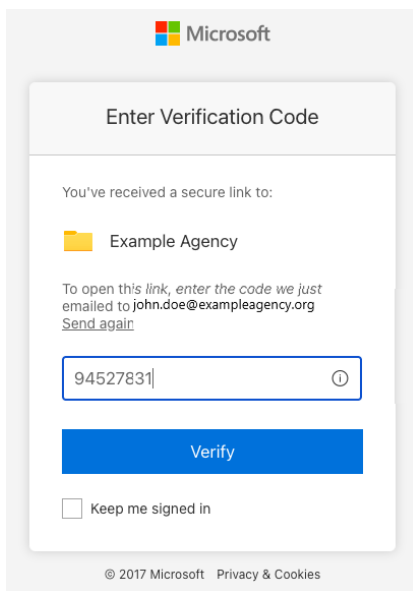 Microsoft
Enter Verification Code
You've received a secure link to:
Example Agency
To open this link, enter the code we just
emailed to john.doe@exampleagency.org
Send again
94527831
Verify
Keep me signed in
© 2017 Microsoft Privacy & Cookies